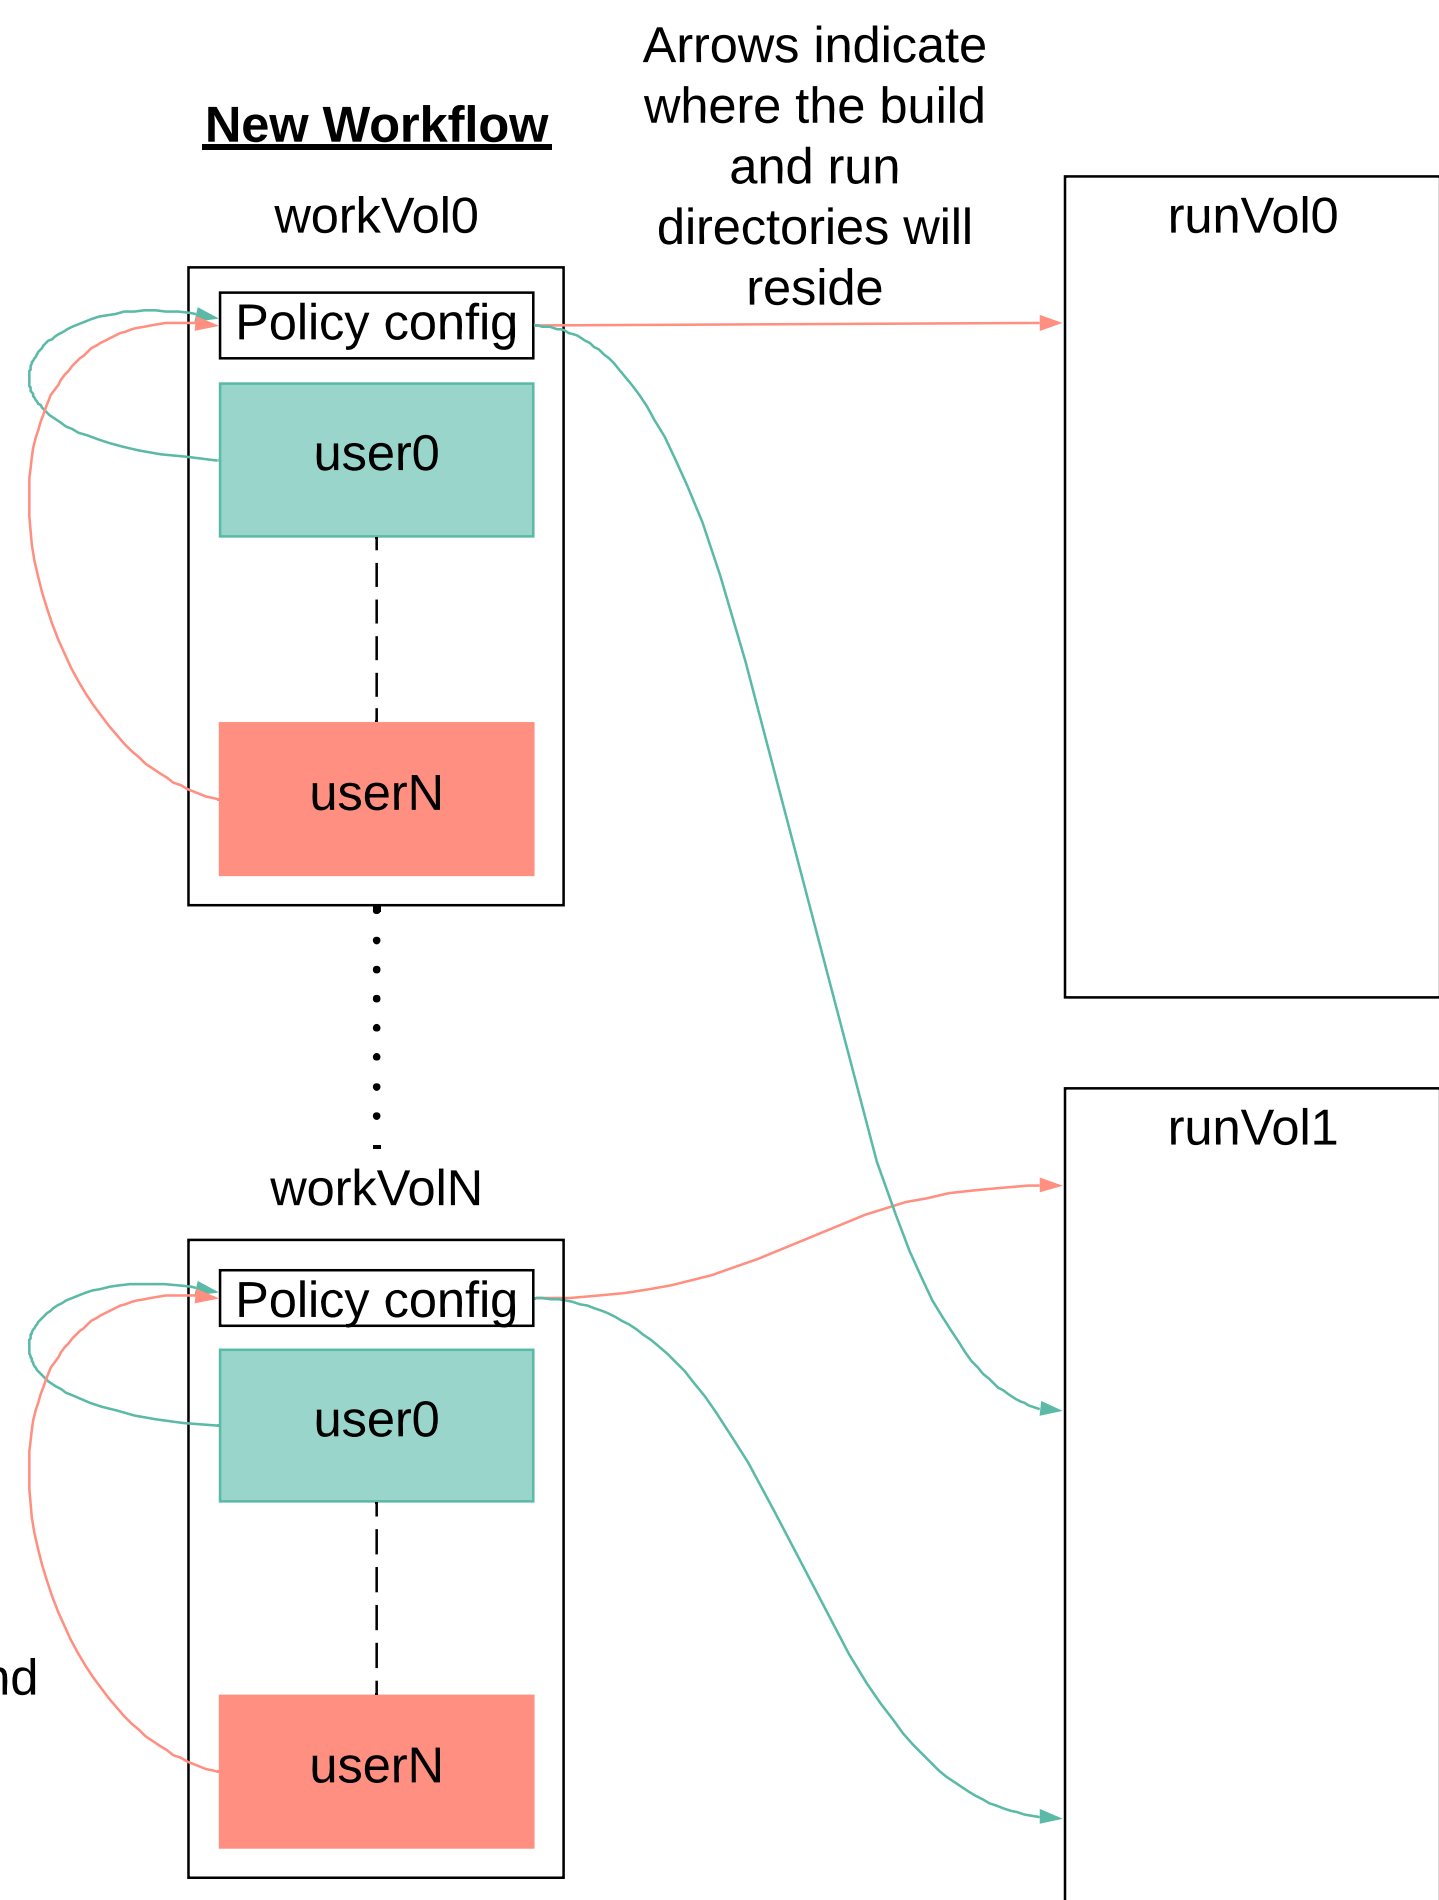 Arrows indicate
where the build
and run
directories will
reside
New Workflow
workVol0
Policy config
user0
userN
runVol0
workVolN
Policy config
user0
userN
runVol1
nd